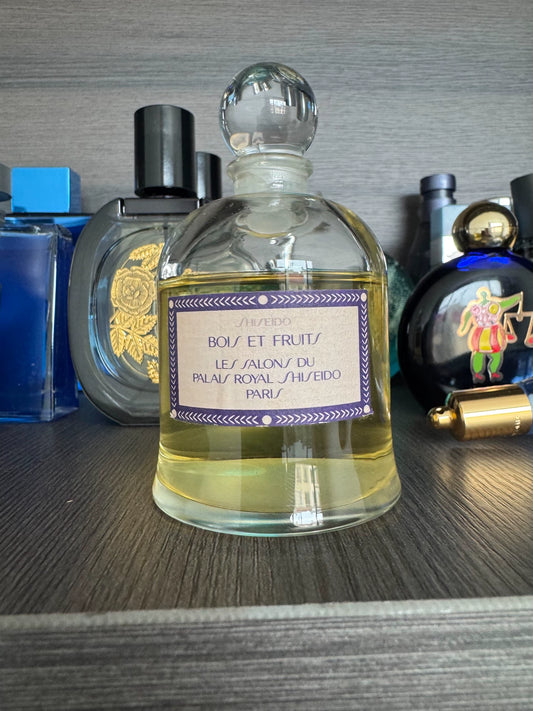 SHISEIDO
BOIS ET FRUITS
LES SALONS DU
PALAIS ROYAL SHISEIDO
PARIS